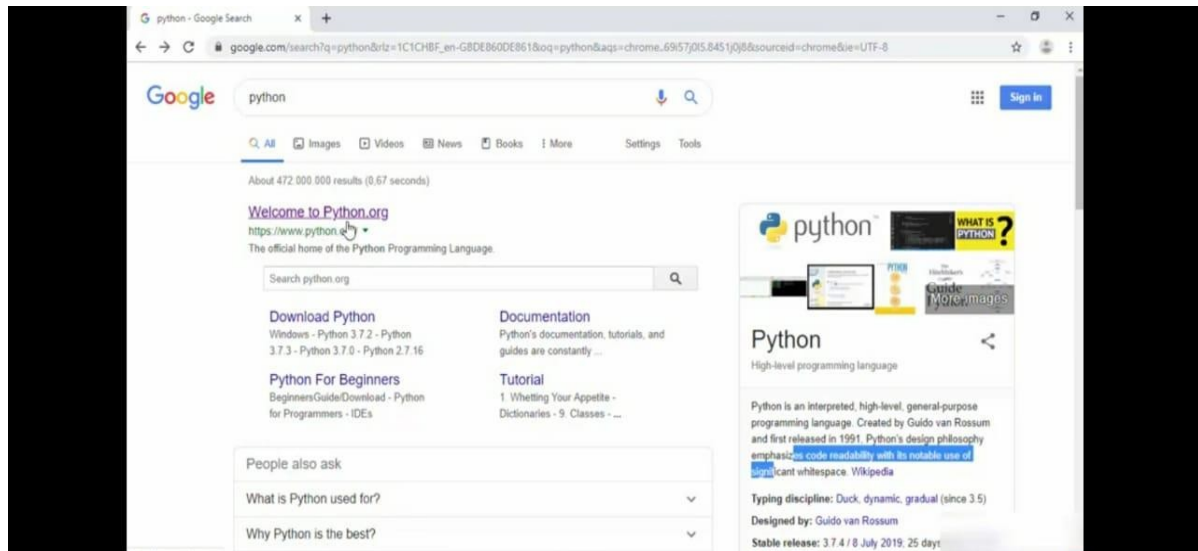 python - Google Search
google.com/search?q=python&rlz=1C1CHBF_en-GBDE860DE861&oq=python&aqs=chrome..69i57j0l5.8451j0j8&sourceid=chrome&ie=UTF-8
Google
python
Sign in
All Images Videos News Books More Settings Tools
About 472.000.000 results (0,67 seconds)
Welcome to Python.org
https://www.python.
The official home of the Python Programming Language.
Search python.org
Download Python
Windows - Python 3.7.2 - Python
3.7.3 - Python 3.7.0 - Python 2.7.16
Documentation
Python's documentation, tutorials, and
guides are constantly ...
Python For Beginners
BeginnersGuide/Download - Python
for Programmers - IDEs
Tutorial
1. Whetting Your Appetite -
Dictionaries - 9. Classes - ...
People also ask
What is Python used for?
Why Python is the best?
python
WHAT IS
PYTHON ?
PYTHON
Guide
More images
Python
High-level programming language
Python is an interpreted, high-level, general-purpose
programming language. Created by Guido van Rossum
and first released in 1991, Python's design philosophy
emphasizes code readability with its notable use of
significant whitespace. Wikipedia
Typing discipline: Duck, dynamic, gradual (since 3.5)
Designed by: Guido van Rossum
Stable release: 3.7.4 / 8 July 2019; 25 days